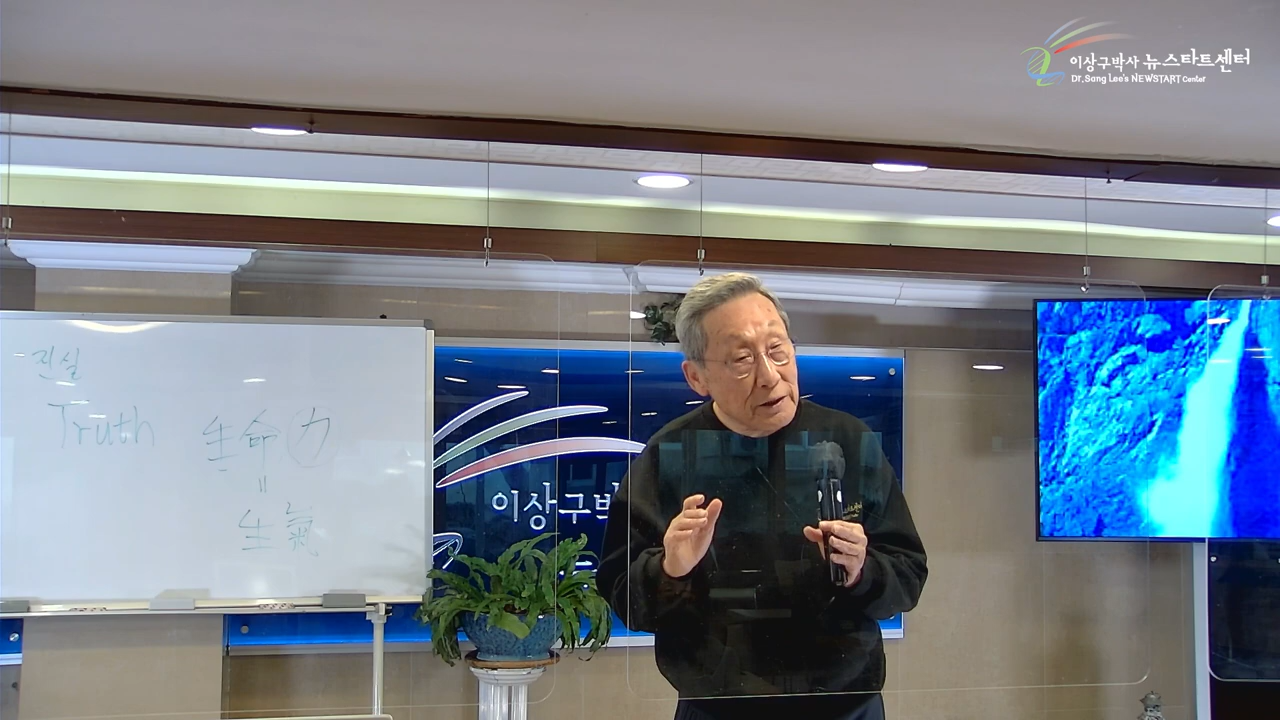 이상구박사 뉴스타트센터
Dr. Sang Lee's NEWSTART Center
진실
Truth
生命力
=
生氣
이상구박